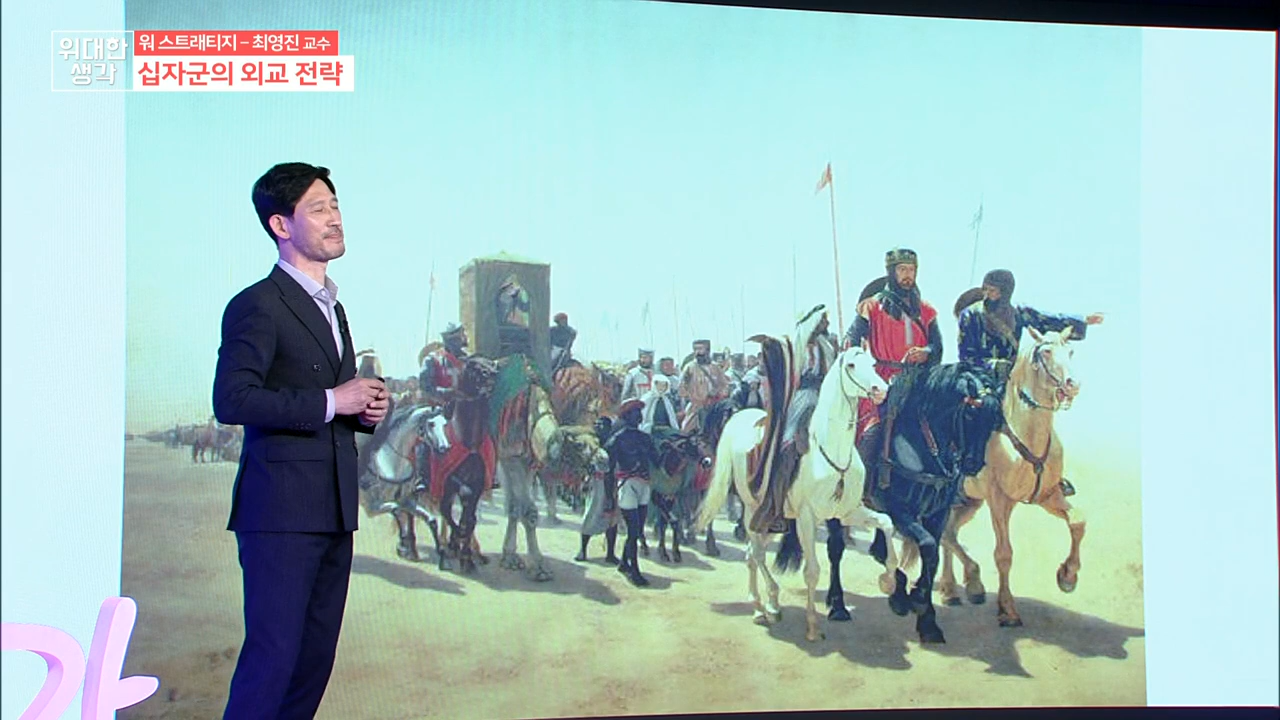 위대한
생각
워 스트래티지 – 최영진 교수
십자군의 외교 전략